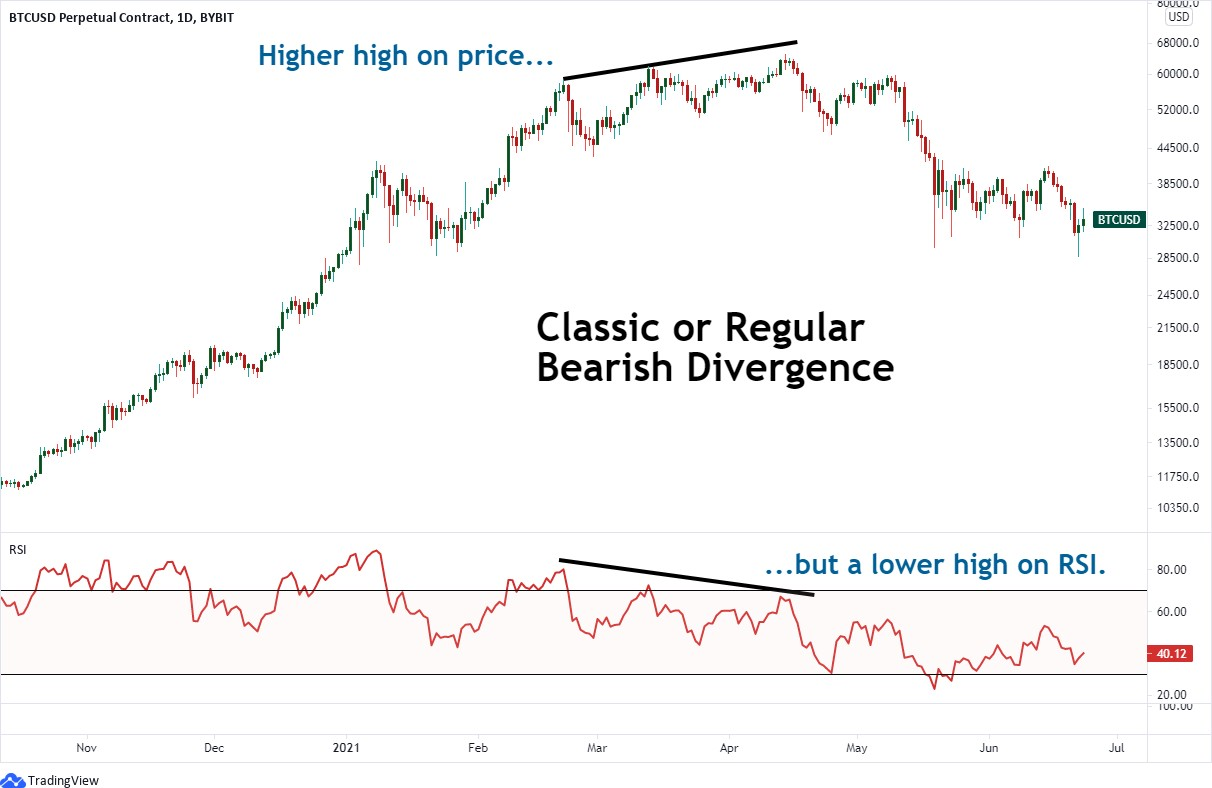 BTCUSD Perpetual Contract, 1D, BYBIT
80000.0
USD
Higher high on price...
68000.0
60000.0
52000.0
44500.0
38500.0
BTCUSD
32500.0
28500.0
24500.0
Classic or Regular
Bearish Divergence
21500.0
18500.0
15500.0
13500.0
11750.0
10350.0
RSI
...but a lower high on RSI.
80.00
60.00
40.12
20.00
100.00
Nov Dec 2021 Feb Mar Apr May Jun Jul
TradingView